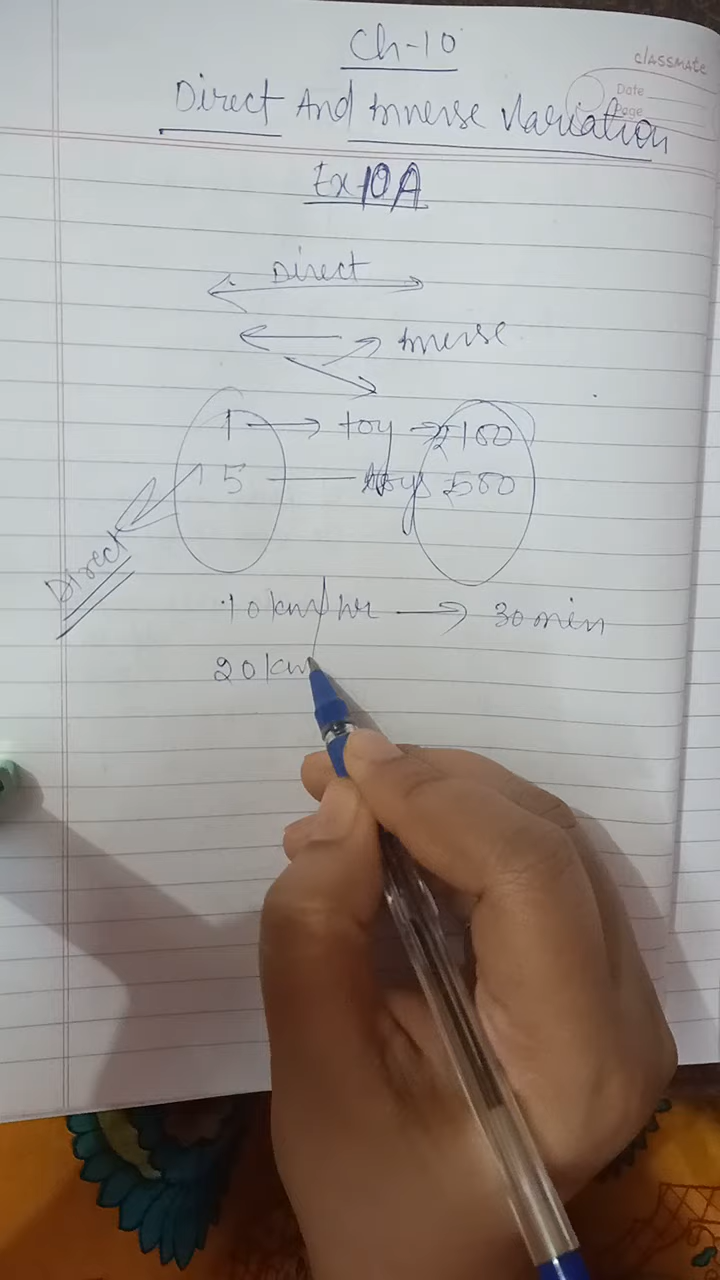 Ch-10
classmate
Date
Page
Direct And Inverse Variation
Ex-10A
Direct
Inverse
1 → toy → ₹100
5 — toys ₹500
Direct
10 km/hr → 30 min
20 km